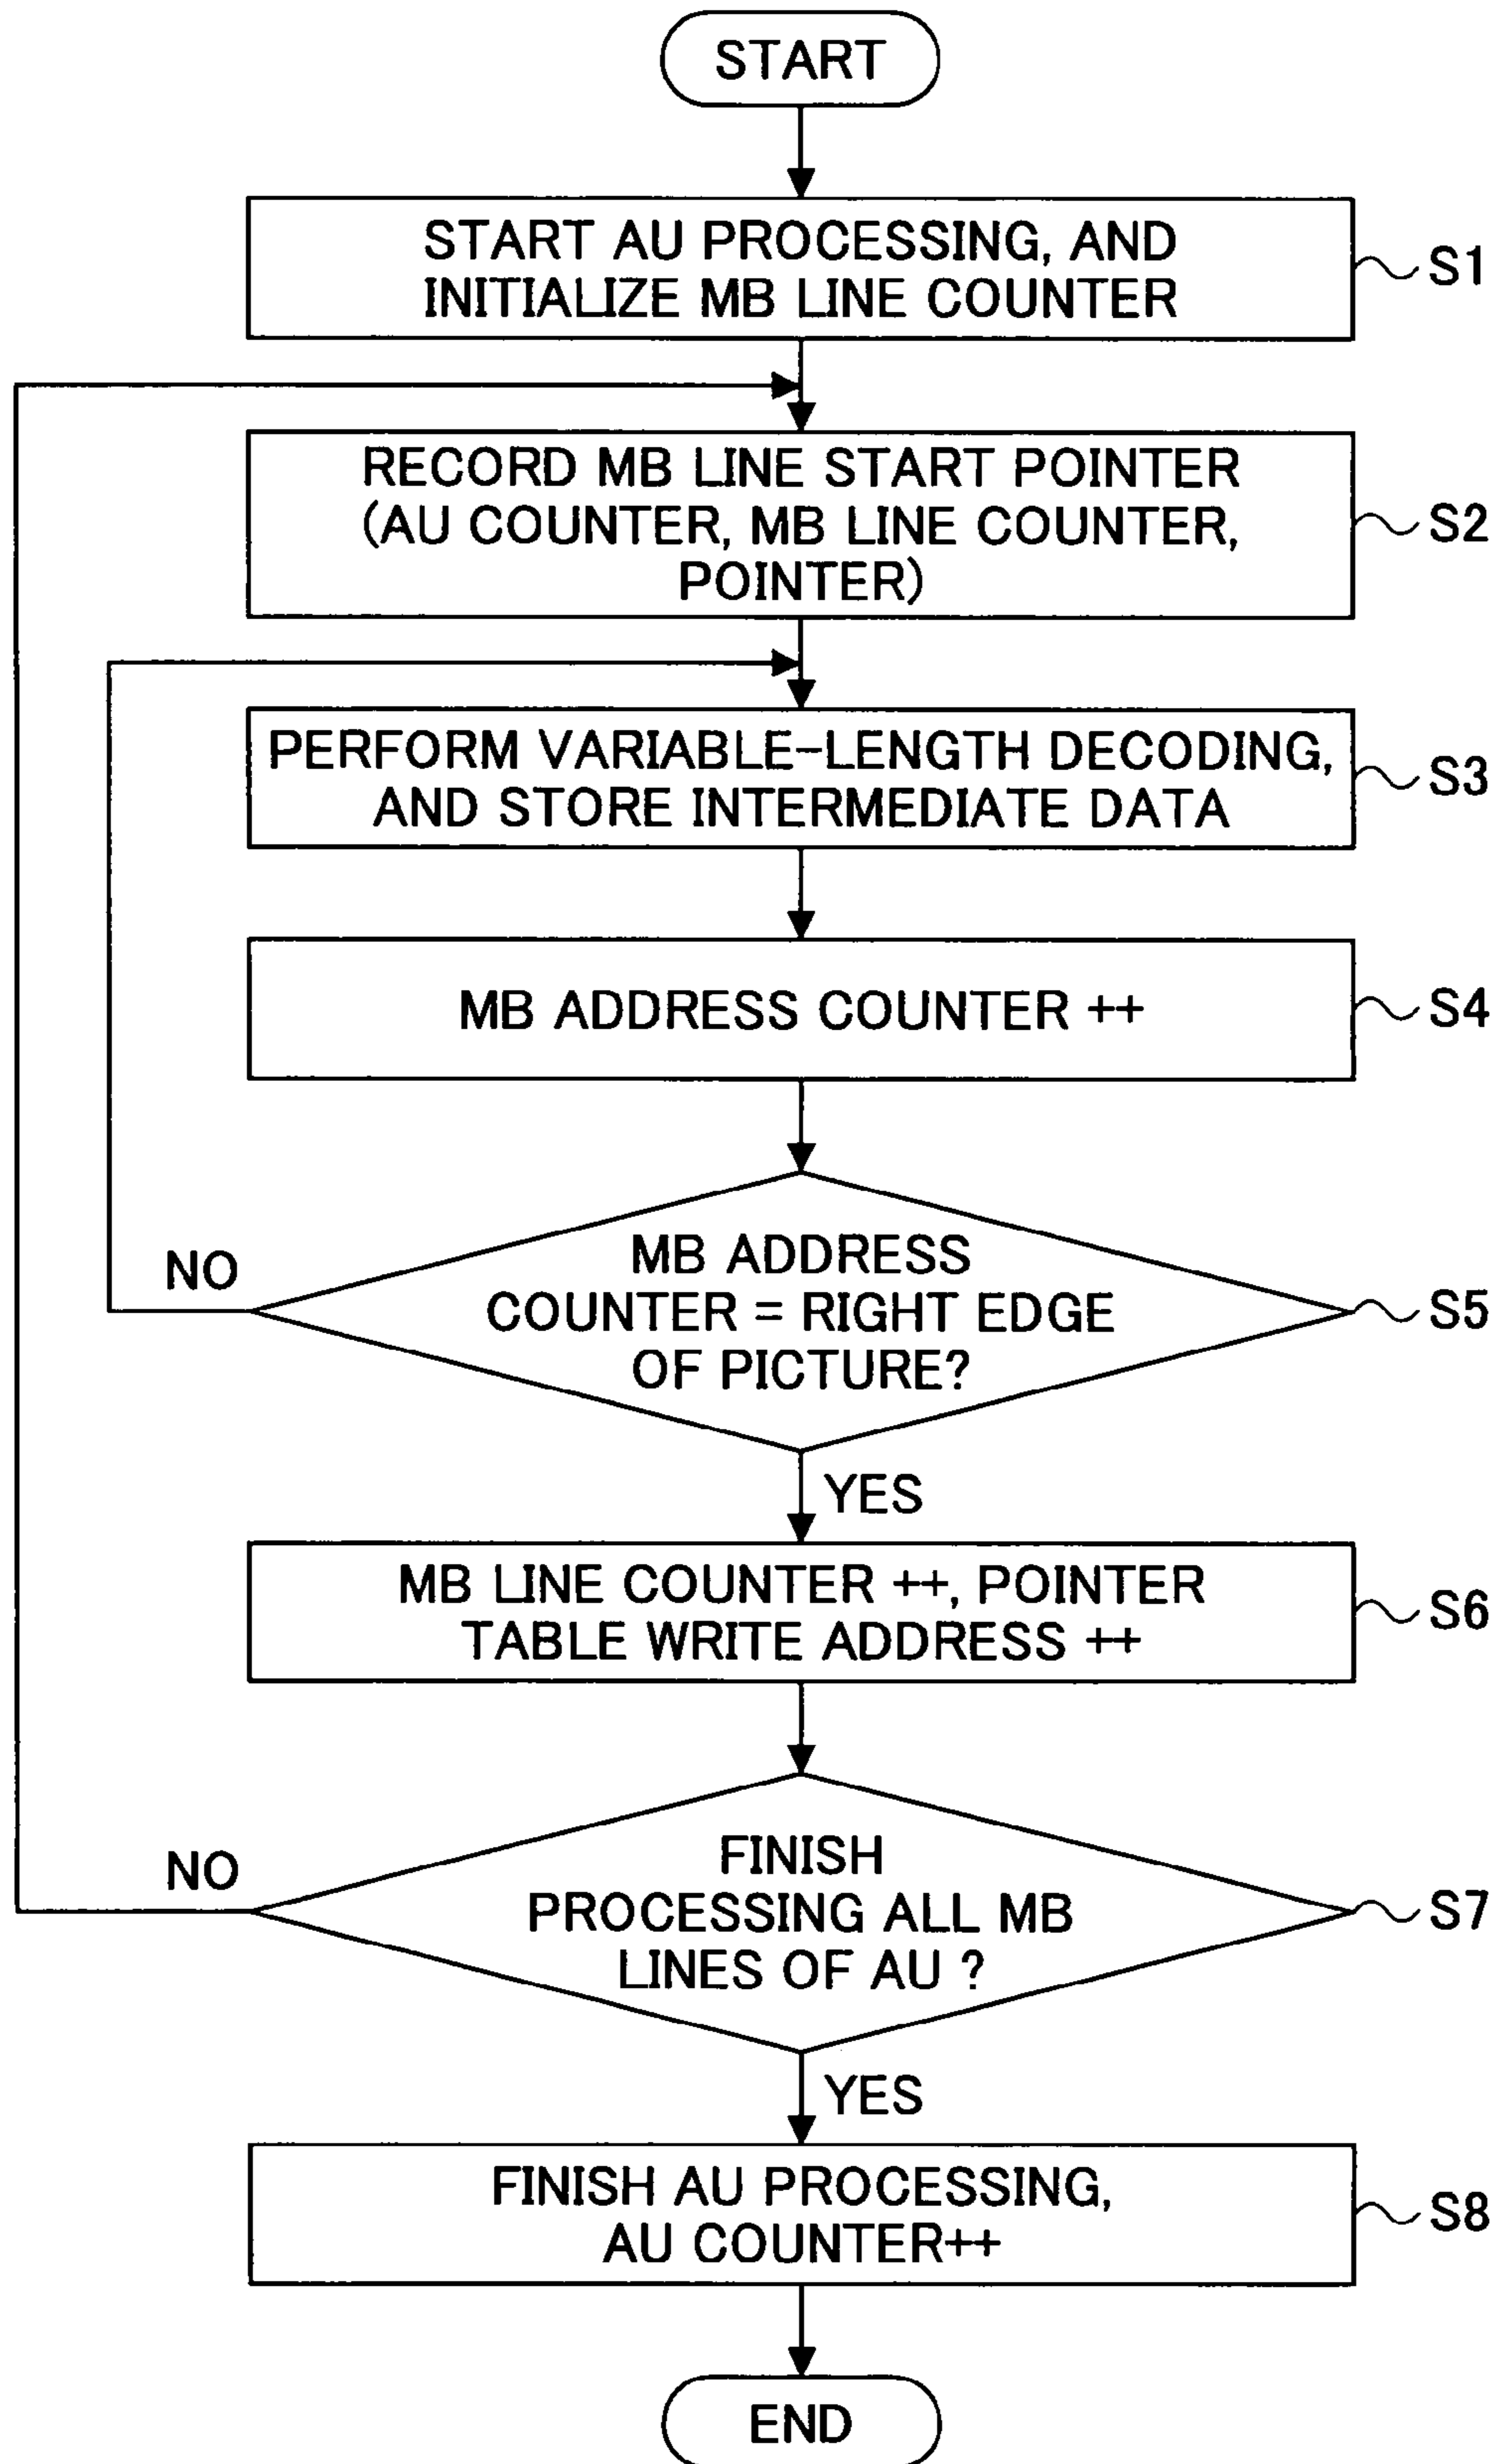 START
START AU PROCESSING, AND
INITIALIZE MB LINE COUNTER
S1
RECORD MB LINE START POINTER
(AU COUNTER, MB LINE COUNTER,
POINTER)
S2
PERFORM VARIABLE-LENGTH DECODING,
AND STORE INTERMEDIATE DATA
S3
MB ADDRESS COUNTER ++
S4
MB ADDRESS
COUNTER = RIGHT EDGE
OF PICTURE?
NO
S5
YES
MB LINE COUNTER ++, POINTER
TABLE WRITE ADDRESS ++
S6
FINISH
PROCESSING ALL MB
LINES OF AU ?
NO
S7
YES
FINISH AU PROCESSING,
AU COUNTER++
S8
END